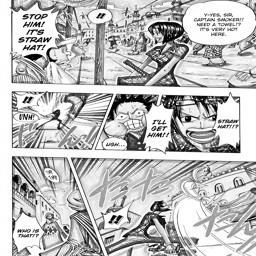 STOP
HIM!
IT'S
STRAW
HAT!
Y-YES, SIR,
CAPTAIN SMOKER!!
NEED A TOWEL!?
IT'S VERY HOT
HERE.
!!
!!
UNH!
UGH...
I'LL
GET
HIM!!
STRAW
HAT!?
!!
WHO IS
THAT!?